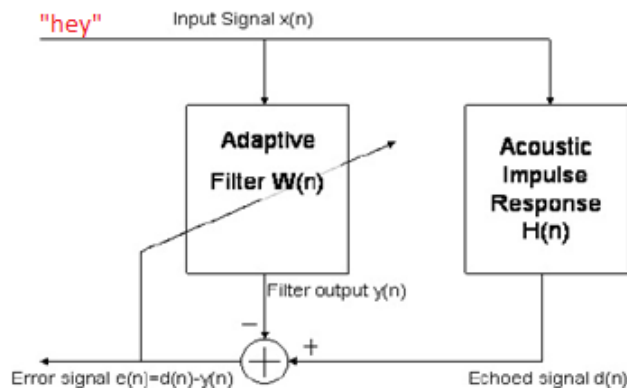 "hey"
Input Signal x(n)
Adaptive
Filter W(n)
Acoustic
Impulse
Response
H(n)
Filter output y(n)
−
+
Error signal e(n)=d(n)-y(n)
Echoed signal d(n)